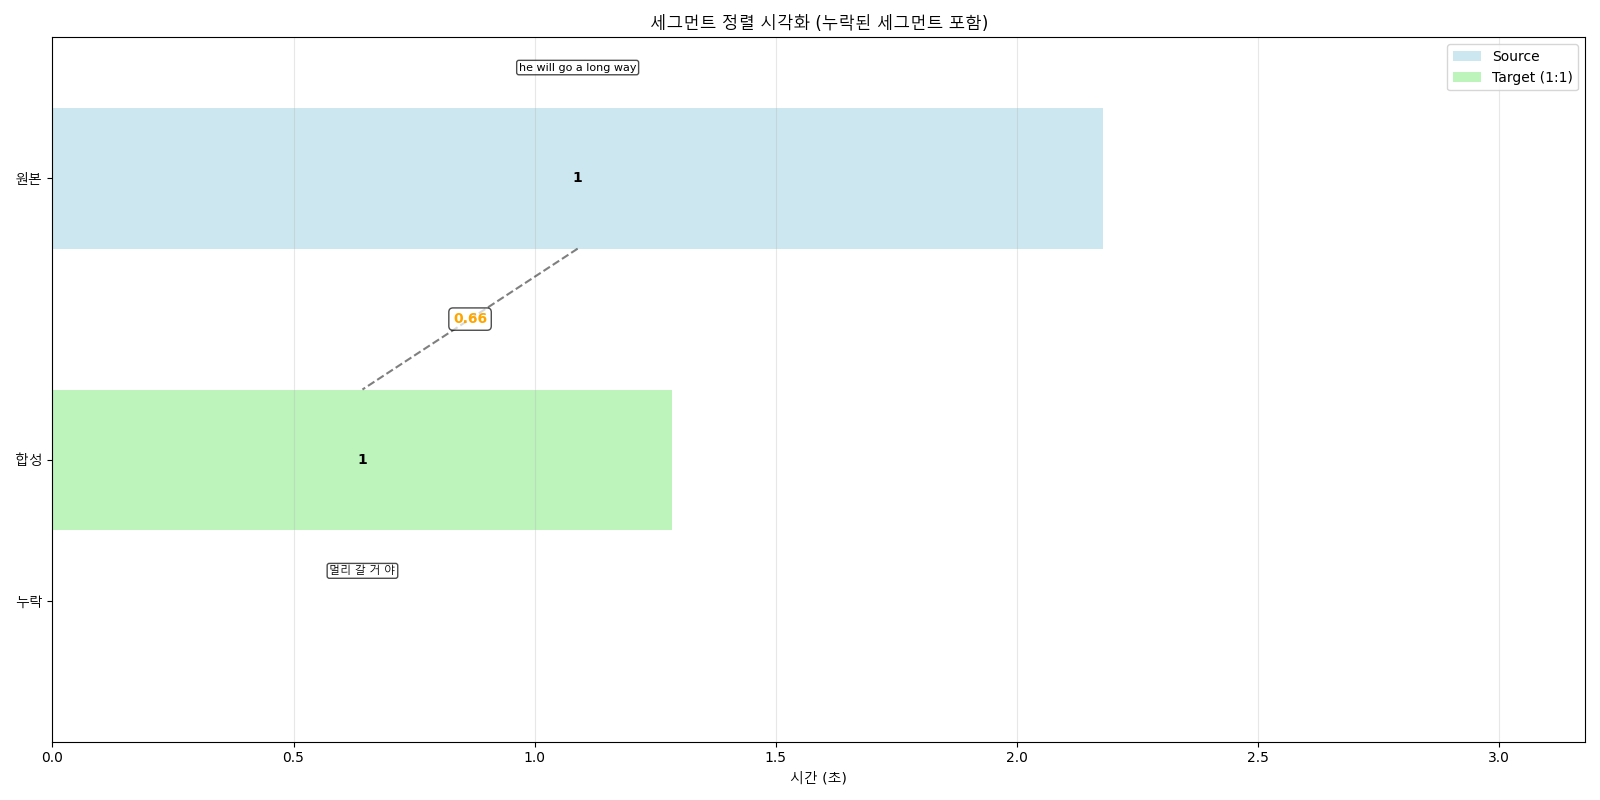 세그먼트 정렬 시각화 (누락된 세그먼트 포함)
he will go a long way
Source
Target (1:1)
원본
1
0.66
합성
1
멀리 갈 거 야
누락
0.0 0.5 1.0 1.5 2.0 2.5 3.0
시간 (초)